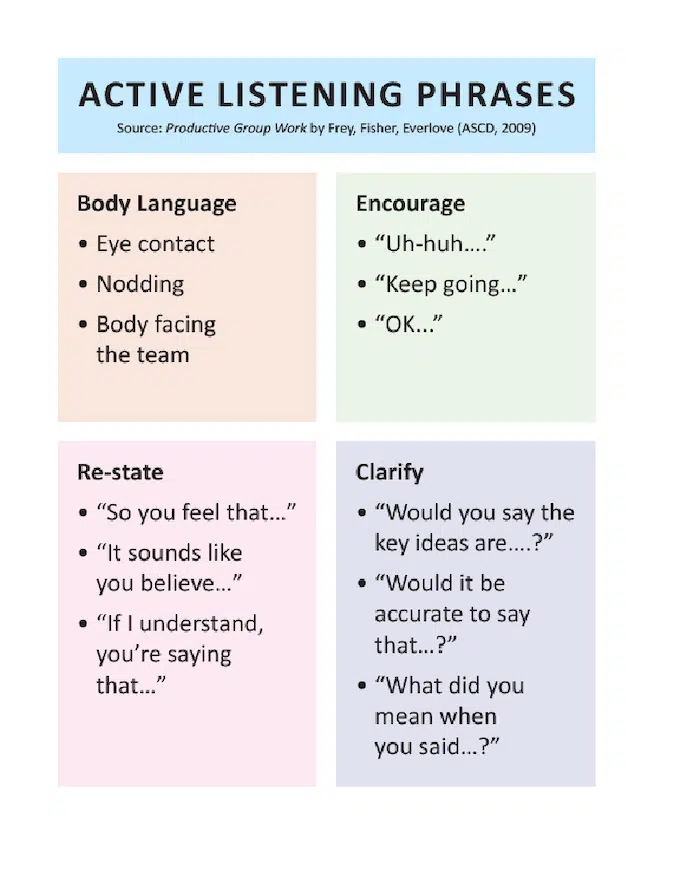 ACTIVE LISTENING PHRASES
Source: Productive Group Work by Frey, Fisher, Everlove (ASCD, 2009)
Body Language
• Eye contact
• Nodding
• Body facing
the team
Encourage
• “Uh-huh....”
• “Keep going…”
• “OK...”
Re-state
• “So you feel that…”
• “It sounds like
you believe…”
• “If I understand,
you’re saying
that…”
Clarify
• “Would you say the
key ideas are….?”
• “Would it be
accurate to say
that…?”
• “What did you
mean when
you said…?”